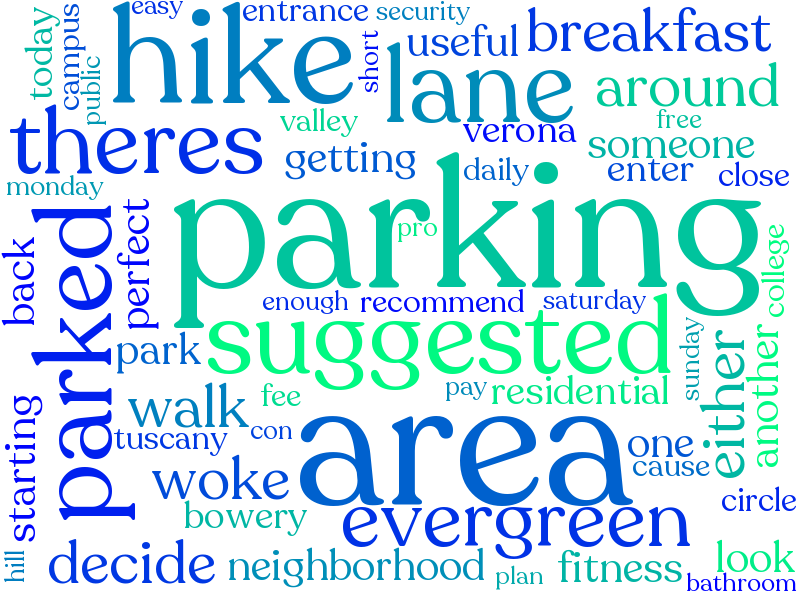 easy
entrance
security
today
campus
public
hike
short
useful
breakfast
lane
around
theres
valley
verona
free
someone
getting
daily
enter
close
monday
parking
pro
parked
perfect
back
college
enough
recommend
saturday
suggested
park
sunday
another
either
pay
residential
fee
walk
area
starting
tuscany
con
one
cause
woke
circle
bowery
evergreen
hill
decide
neighborhood
plan
fitness
look
bathroom